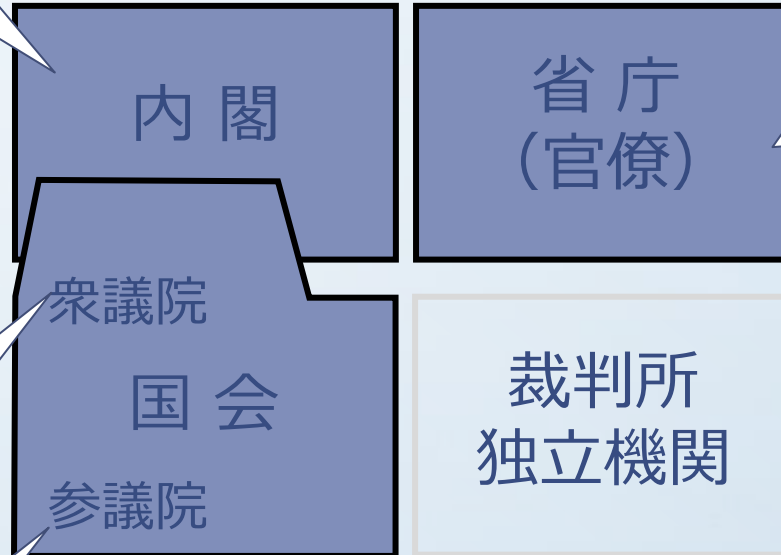 内 閣
省 庁
（官僚）
衆議院
国 会
参議院
裁判所
独立機関